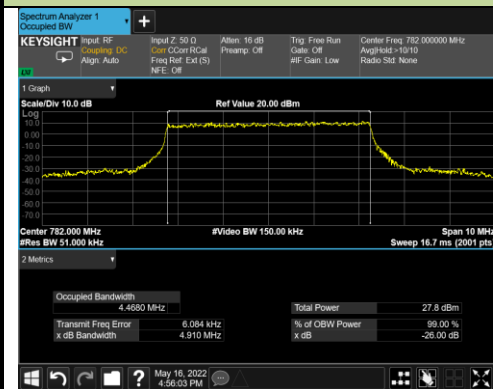 Spectrum Analyzer 1
Occupied BW
KEYSIGHT
Input: RF
Coupling: DC
Align: Auto
Input Z: 50 Ω
Corr CCorr RCal
Freq Ref: Ext (S)
NFE: Off
Atten: 16 dB
Preamp: Off
Trig: Free Run
Gate: Off
#IF Gain: Low
Center Freq: 782.000000 MHz
Avg|Hold:>10/10
Radio Std: None
1 Graph
Scale/Div 10.0 dB
Ref Value 20.00 dBm
Log
10.0
0.00
-10.0
-20.0
-30.0
-40.0
-50.0
-60.0
-70.0
Center 782.000 MHz
#Video BW 150.00 kHz
Span 10 MHz
#Res BW 51.000 kHz
Sweep 16.7 ms (2001 pts)
2 Metrics
Occupied Bandwidth
4.4680 MHz
Total Power 27.8 dBm
Transmit Freq Error 6.084 kHz
% of OBW Power 99.00 %
x dB Bandwidth 4.910 MHz
x dB -26.00 dB
May 16, 2022
4:56:03 PM